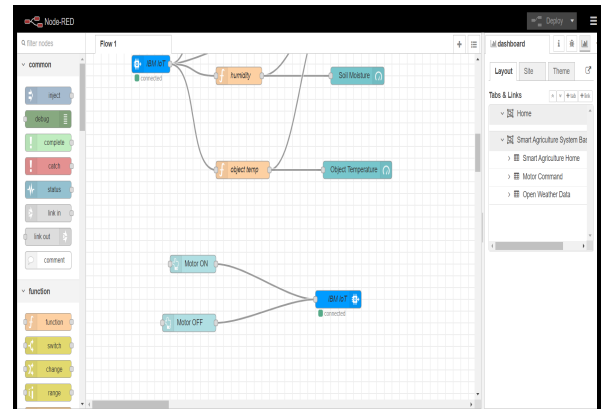 Node-RED
Deploy
filter nodes
Flow 1
dashboard
common
inject
debug
complete
catch
status
link in
link out
comment
function
function
switch
change
range
IBM IoT
connected
humidity
Soil Moisture
object temp
Object Temperature
Motor ON
Motor OFF
IBM IoT
connected
Layout
Site
Theme
Tabs & Links
Home
Smart Agriculture System Bas
Smart Agriculture Home
Motor Command
Open Weather Data